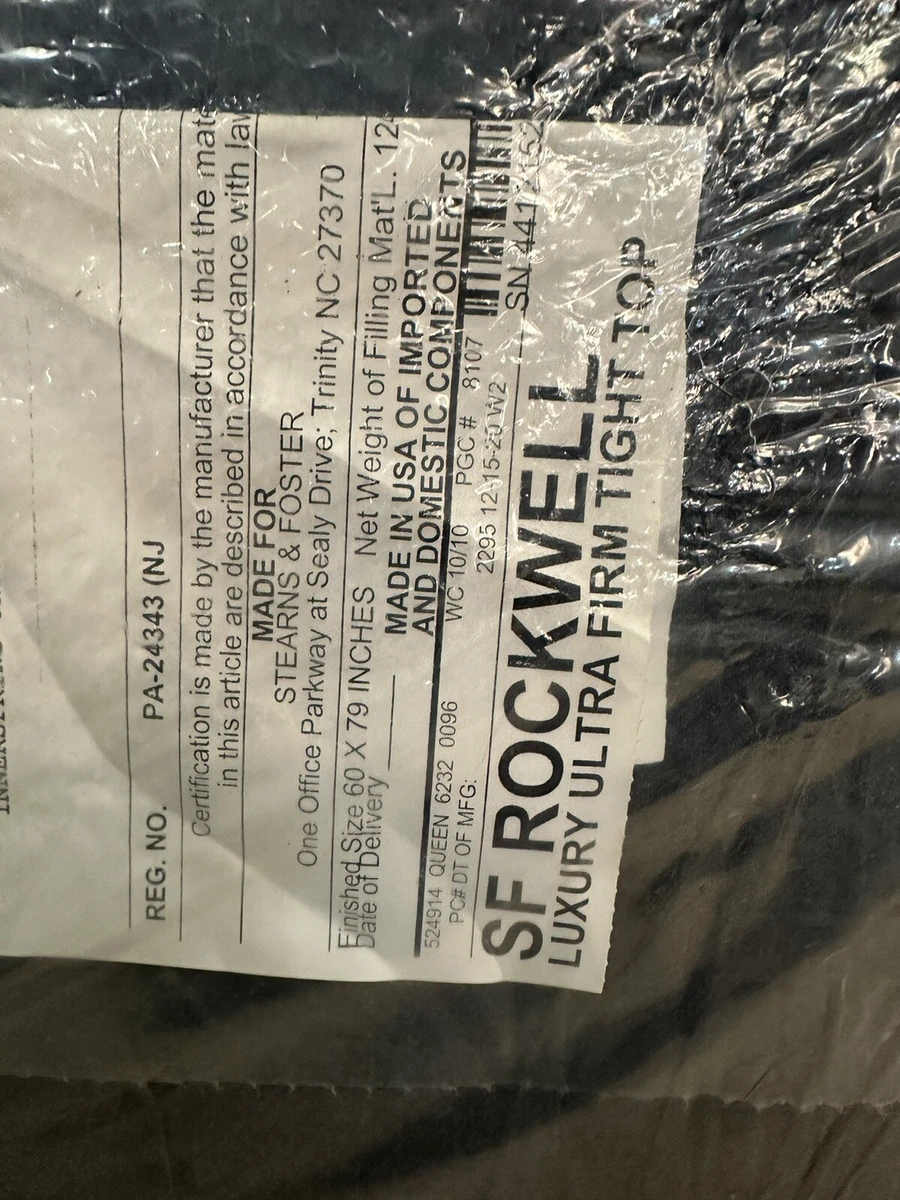 REG. NO. PA-24343 (NJ
Certification is made by the manufacturer that the
in this article are described in accordance with
MADE FOR
STEARNS & FOSTER
One Office Parkway at Sealy Drive; Trinity NC 27370
Finished Size 60 X 79 INCHES Net Weight of Filling Mat'L.
Date of Delivery
MADE IN USA OF IMPORTED
AND DOMESTIC COMPONENTS
524914 QUEEN 6232 0096 WC 10/10 PGC # 8107
PC# DT OF MFG: 2295 12-15-20 W2
SN
SF ROCKWELL
LUXURY ULTRA FIRM TIGHT TOP